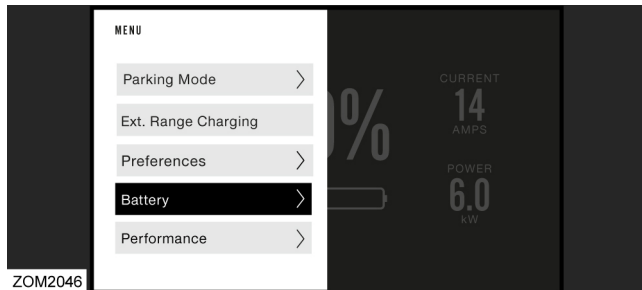 MENU
Parking Mode
Ext. Range Charging
Preferences
Battery
Performance
%
CURRENT
14
AMPS
POWER
6.0
kW
ZOM2046